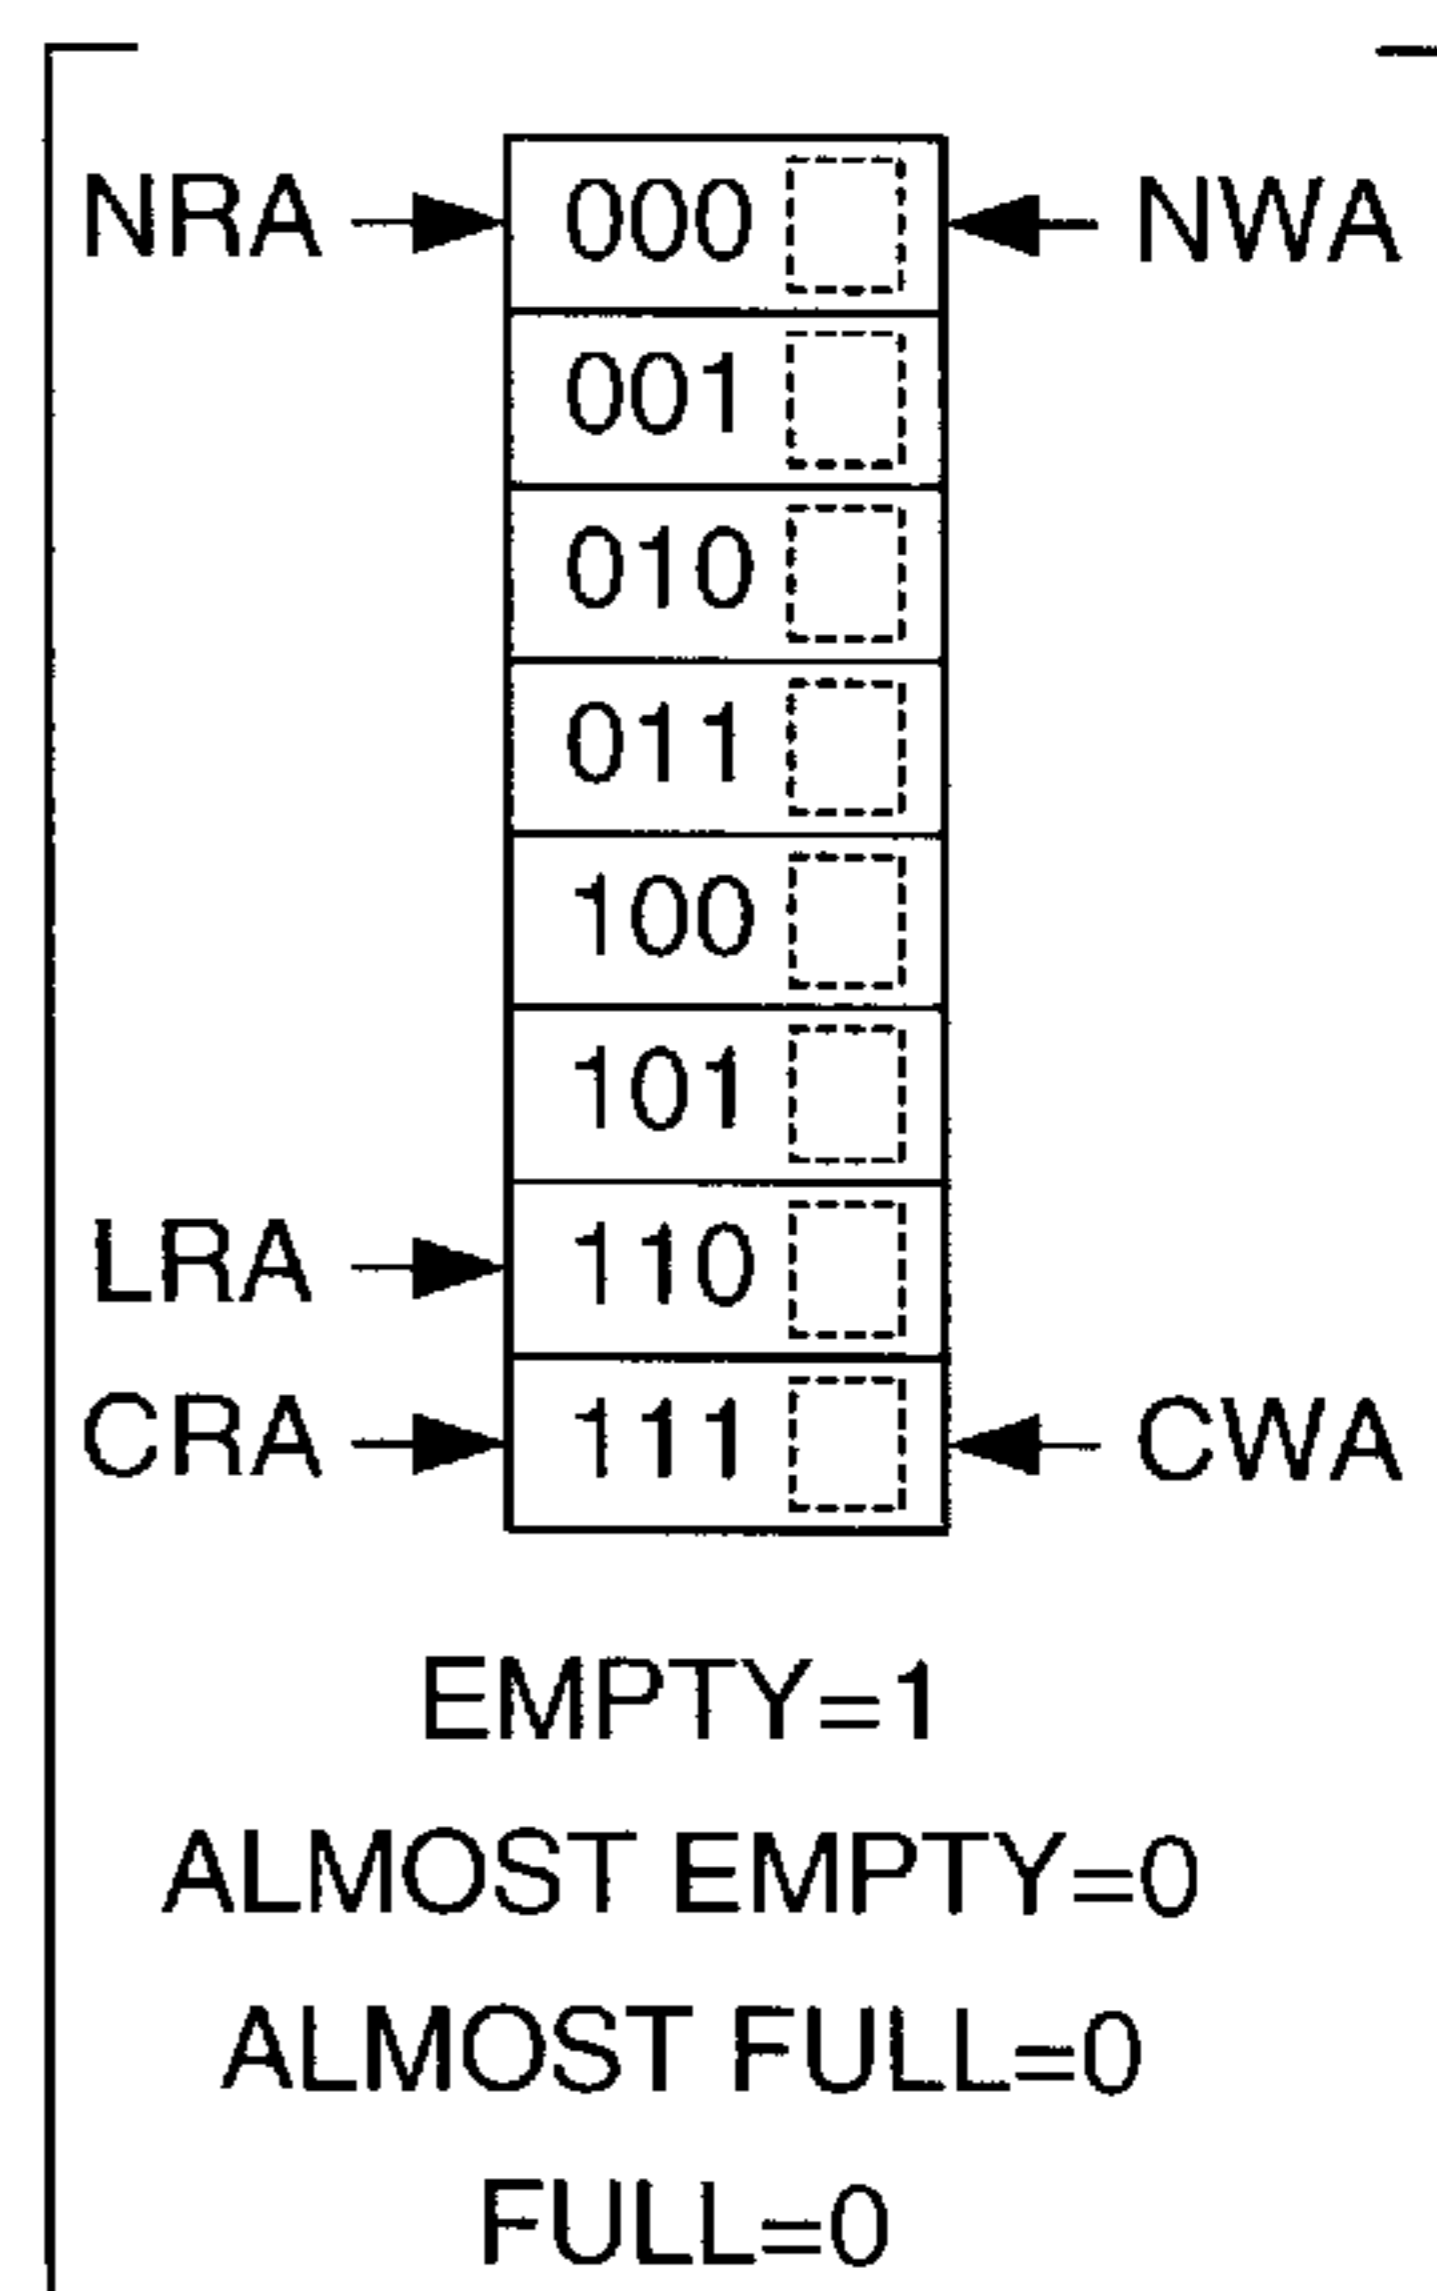 NRA 000 NWA
001
010
011
100
101
LRA 110
CRA 111 CWA
EMPTY=1
ALMOST EMPTY=0
ALMOST FULL=0
FULL=0